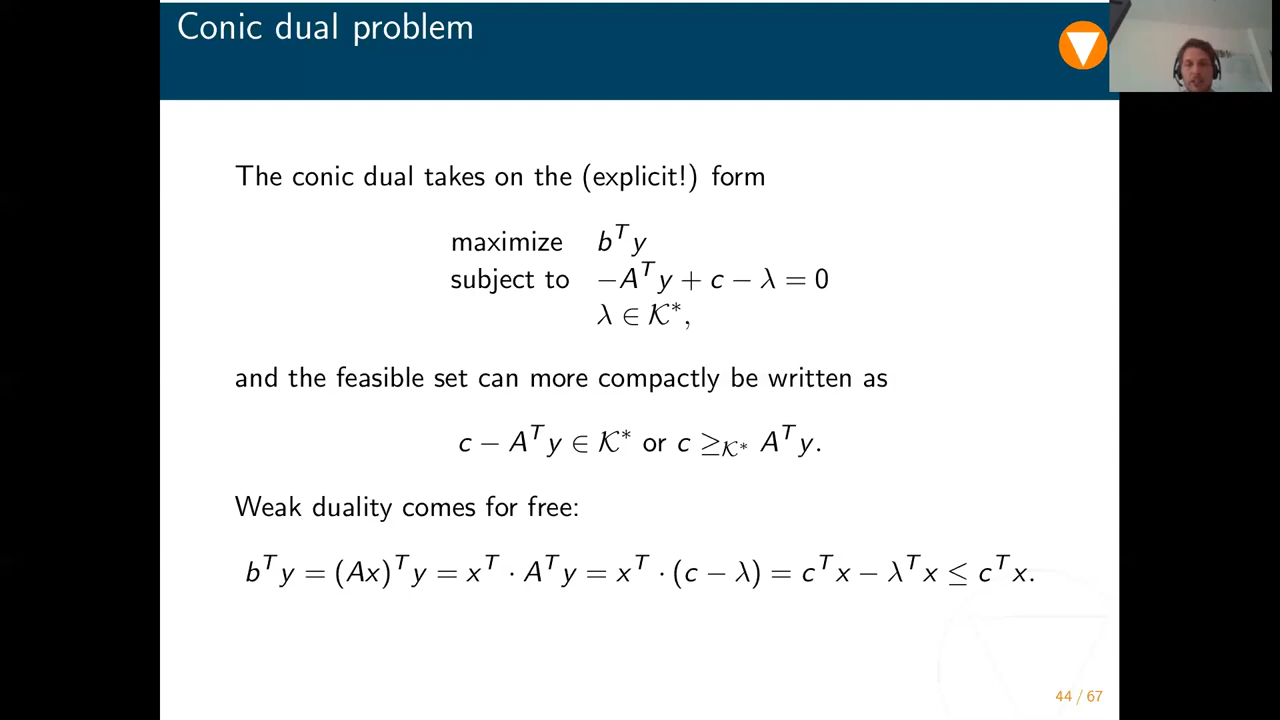 Conic dual problem
The conic dual takes on the (explicit!) form
maximize b^T y
subject to −A^T y + c − λ = 0
λ ∈ 𝒦*,
and the feasible set can more compactly be written as
c − A^T y ∈ 𝒦* or c ≥_𝒦* A^T y.
Weak duality comes for free:
b^T y = (Ax)^T y = x^T · A^T y = x^T · (c − λ) = c^T x − λ^T x ≤ c^T x.
44 / 67